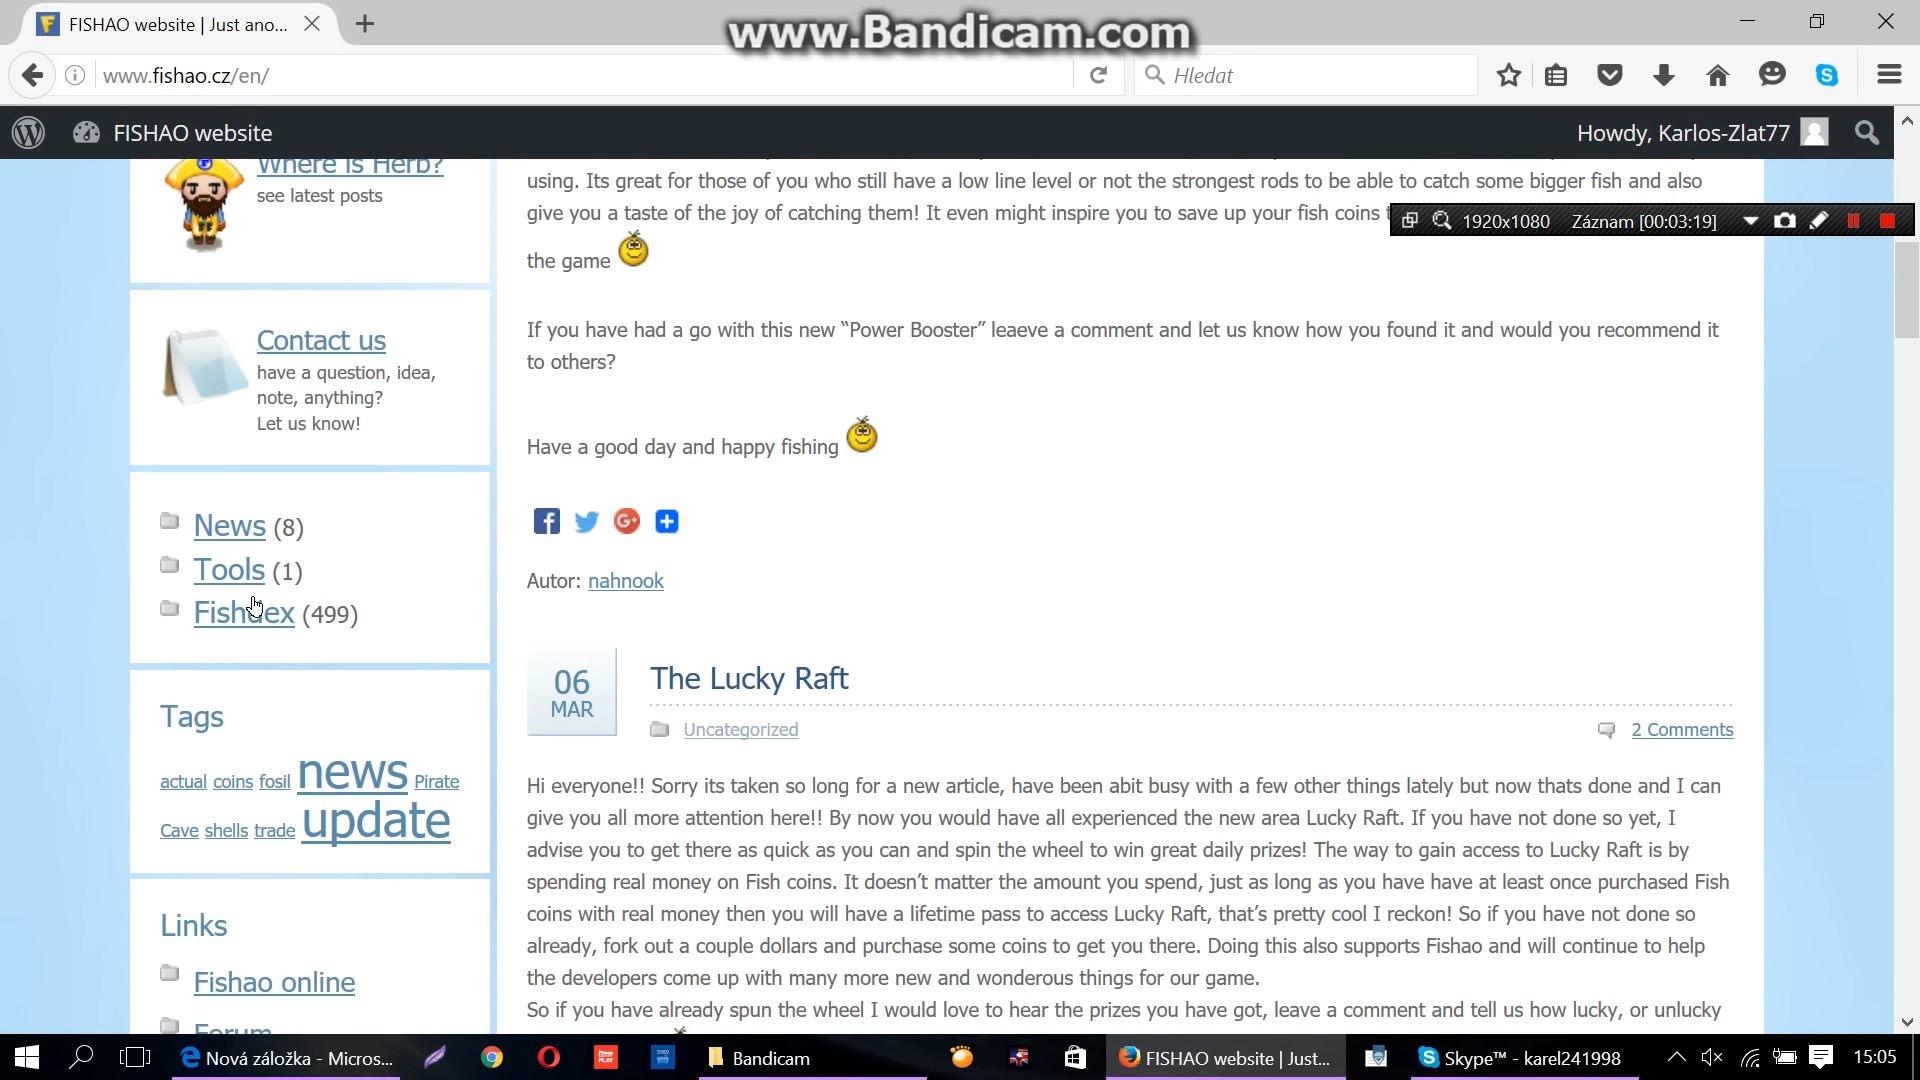 FISHAO website | Just ano...
www.Bandicam.com
www.fishao.cz/en/
Hledat
FISHAO website
Howdy, Karlos-Zlat77
Where is Herb?
see latest posts
using. Its great for those of you who still have a low line level or not the strongest rods to be able to catch some bigger fish and also
give you a taste of the joy of catching them! It even might inspire you to save up your fish coins
1920x1080 Záznam [00:03:19]
the game
If you have had a go with this new “Power Booster” leaeve a comment and let us know how you found it and would you recommend it
to others?
Have a good day and happy fishing
Contact us
have a question, idea,
note, anything?
Let us know!
News (8)
Tools (1)
Fishdex (499)
Autor: nahnook
06
MAR
The Lucky Raft
Uncategorized
2 Comments
Tags
actual coins fosil news Pirate
Cave shells trade update
Hi everyone!! Sorry its taken so long for a new article, have been abit busy with a few other things lately but now thats done and I can
give you all more attention here!! By now you would have all experienced the new area Lucky Raft. If you have not done so yet, I
advise you to get there as quick as you can and spin the wheel to win great daily prizes! The way to gain access to Lucky Raft is by
spending real money on Fish coins. It doesn’t matter the amount you spend, just as long as you have have at least once purchased Fish
coins with real money then you will have a lifetime pass to access Lucky Raft, that’s pretty cool I reckon! So if you have not done so
already, fork out a couple dollars and purchase some coins to get you there. Doing this also supports Fishao and will continue to help
the developers come up with many more new and wonderous things for our game.
So if you have already spun the wheel I would love to hear the prizes you have got, leave a comment and tell us how lucky, or unlucky
Links
Fishao online
Forum
Nová záložka - Micros...
Bandicam
FISHAO website | Just...
Skype™ - karel241998
15:05